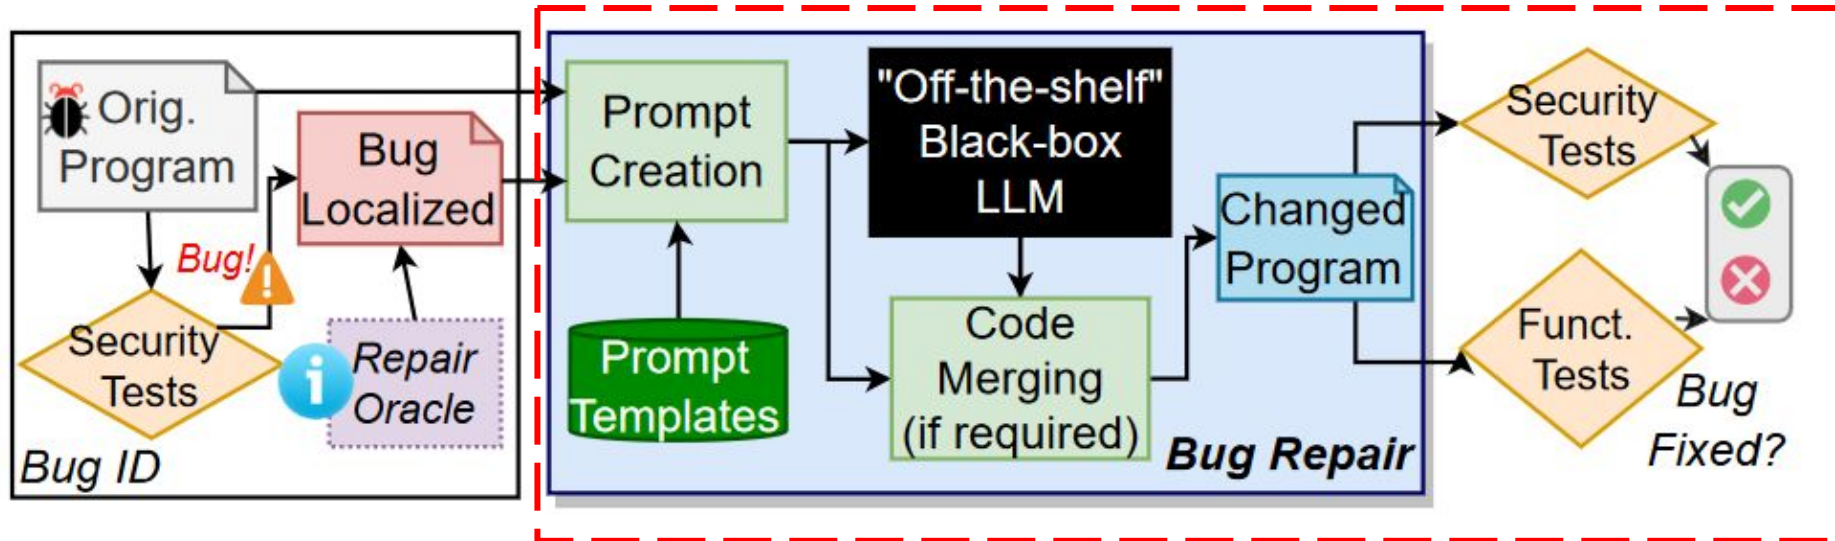 Orig.
Program
Bug
Localized
Bug!
Security
Tests
i
Repair
Oracle
Bug ID
Prompt
Creation
Prompt
Templates
"Off-the-shelf"
Black-box
LLM
Code
Merging
(if required)
Changed
Program
Bug Repair
Security
Tests
Funct.
Tests
Bug
Fixed?